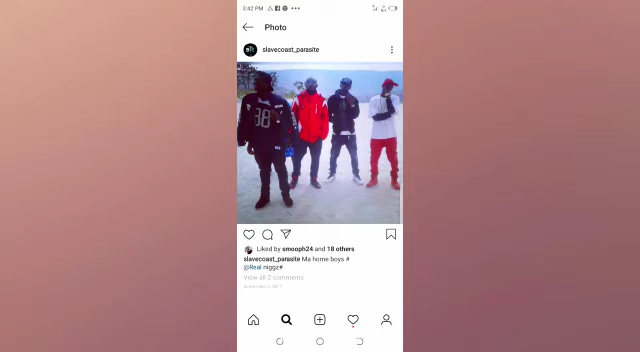 3:42 PM
Photo
slavecoast_parasite
88
Liked by smooph24 and 18 others
slavecoast_parasite Ma home boys #
@Real niggz#
View all 2 comments